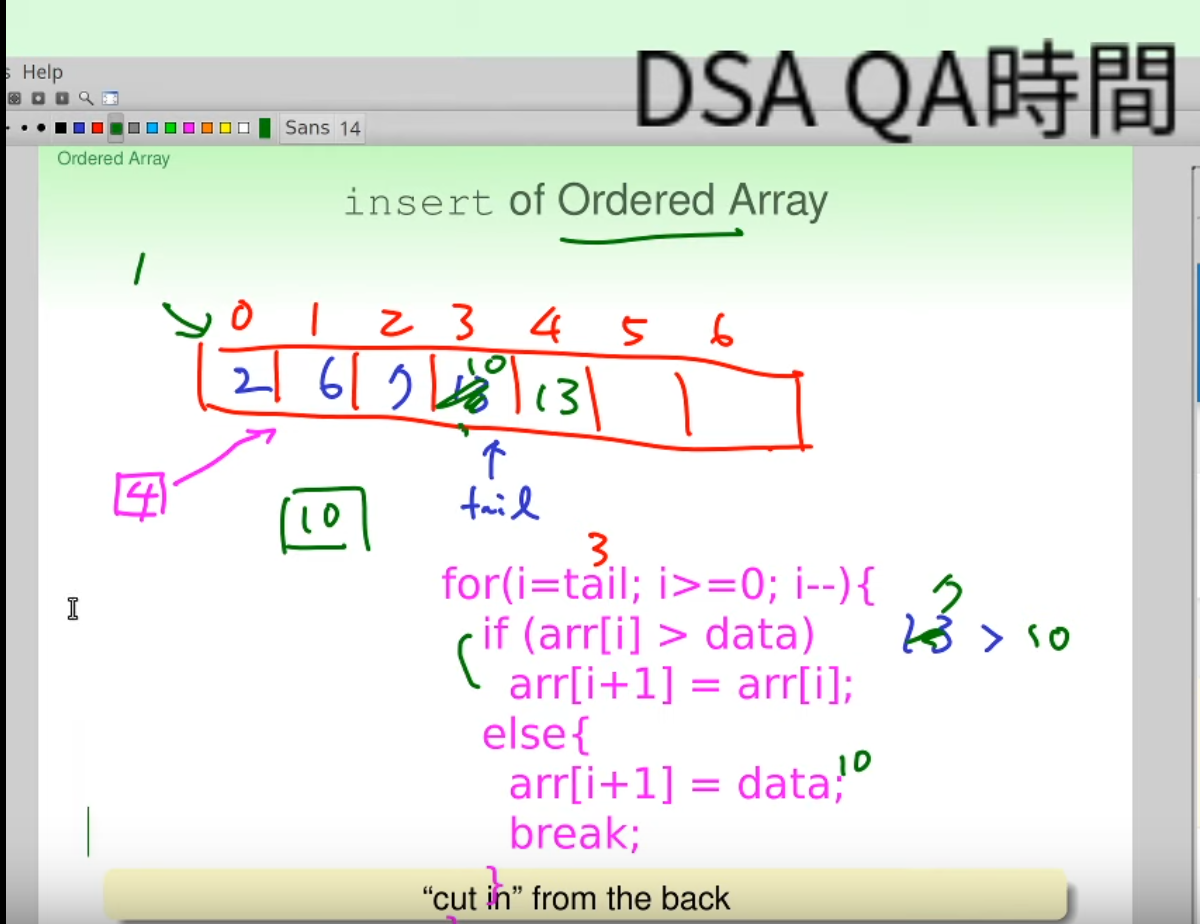 DSA QA時間
s Help
Sans 14
Ordered Array
insert of Ordered Array
1
0 1 2 3 4 5 6
2 6 7 10 13
4
tail
10
3
for(i=tail; i>=0; i--){
7
if (arr[i] > data) 13 > 10
arr[i+1] = arr[i];
else{
arr[i+1] = data; 10
break;
}
“cut in” from the back